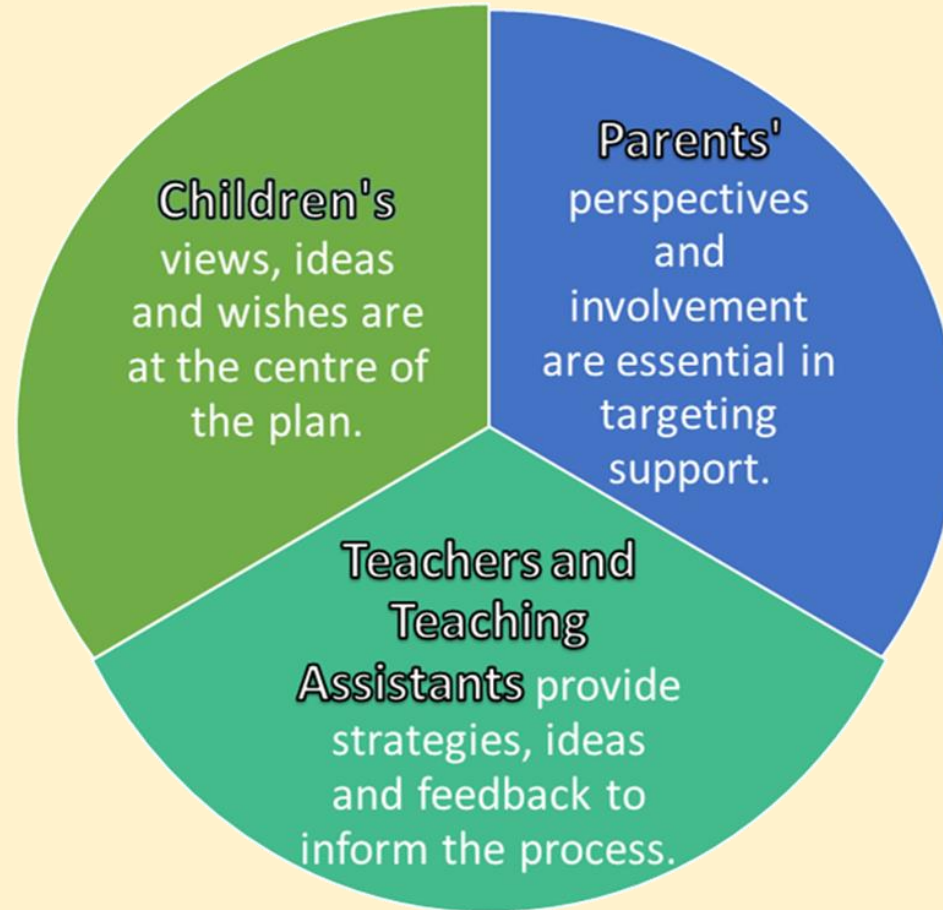 Children's
views, ideas
and wishes are
at the centre of
the plan.
Parents'
perspectives
and
involvement
are essential in
targeting
support.
Teachers and
Teaching
Assistants provide
strategies, ideas
and feedback to
inform the process.